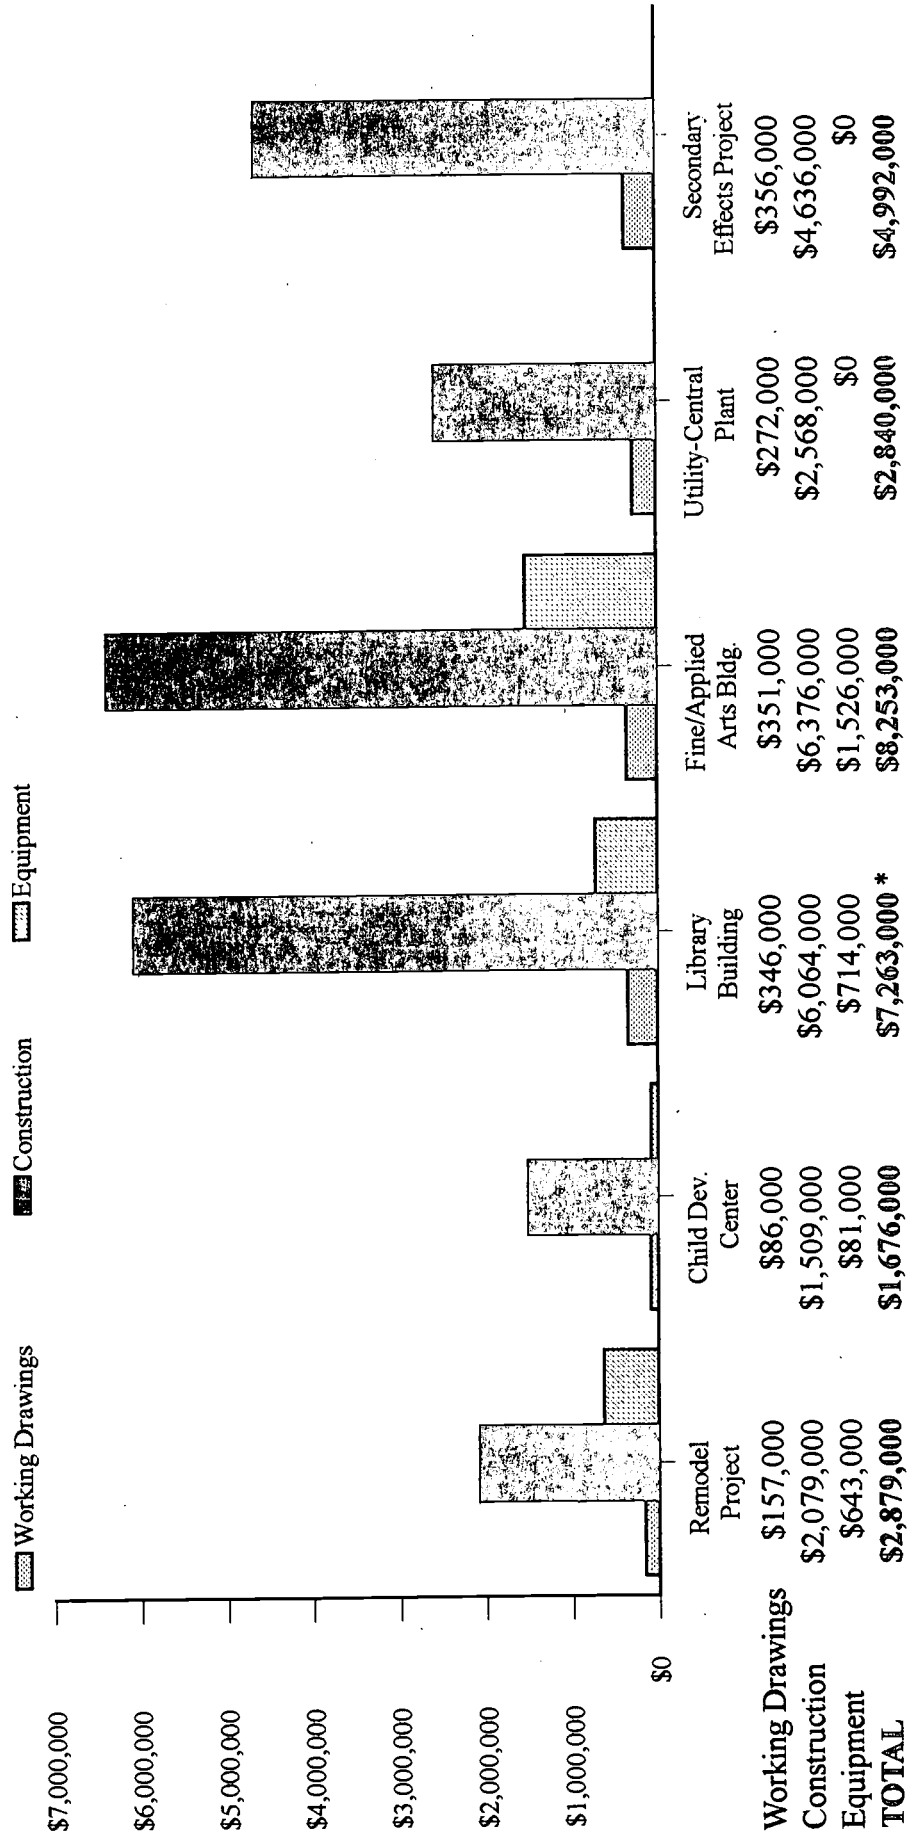 Working Drawings Construction Equipment
$7,000,000
$6,000,000
$5,000,000
$4,000,000
$3,000,000
$2,000,000
$1,000,000
$0
Remodel Child Dev. Library Fine/Applied Utility-Central Secondary
Project Center Building Arts Bldg. Plant Effects Project
Working Drawings $157,000 $86,000 $346,000 $351,000 $272,000 $356,000
Construction $2,079,000 $1,509,000 $6,064,000 $6,376,000 $2,568,000 $4,636,000
Equipment $643,000 $81,000 $714,000 $1,526,000 $0 $0
TOTAL $2,879,000 $1,676,000 $7,263,000 * $8,253,000 $2,840,000 $4,992,000